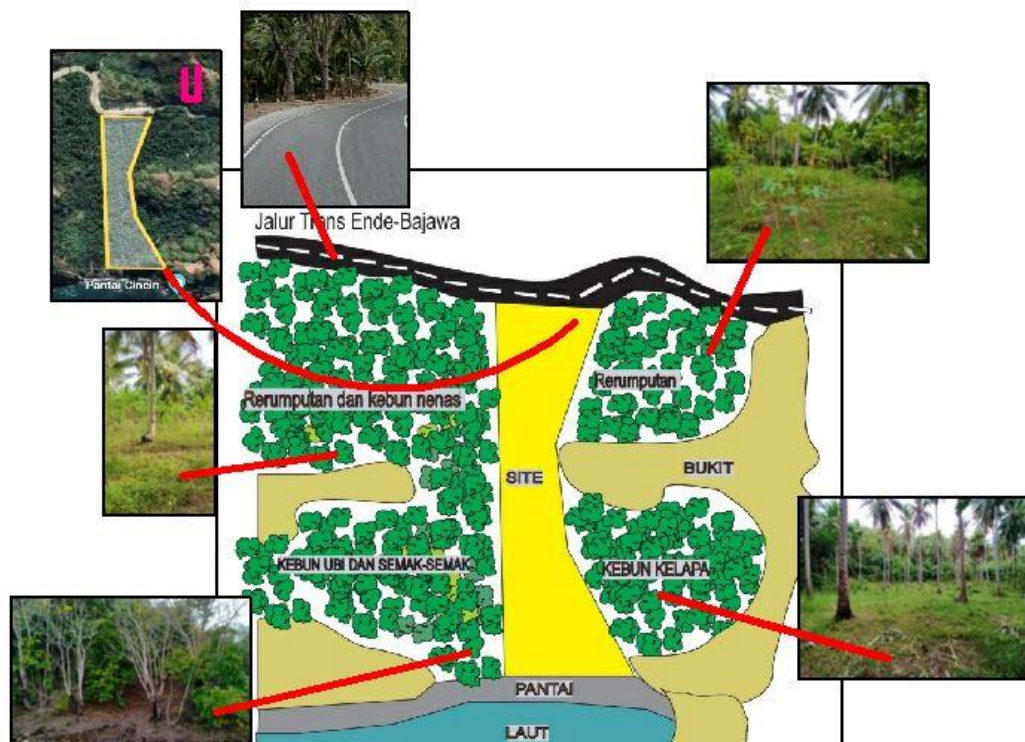 U
Jalur Trans Ende-Bajawa
Pantai Cincin
Rerumputan dan kebun nenas
Rerumputan
BUKIT
SITE
KEBUN UBI DAN SEMAK-SEMAK
KEBUN KELAPA
PANTAI
LAUT